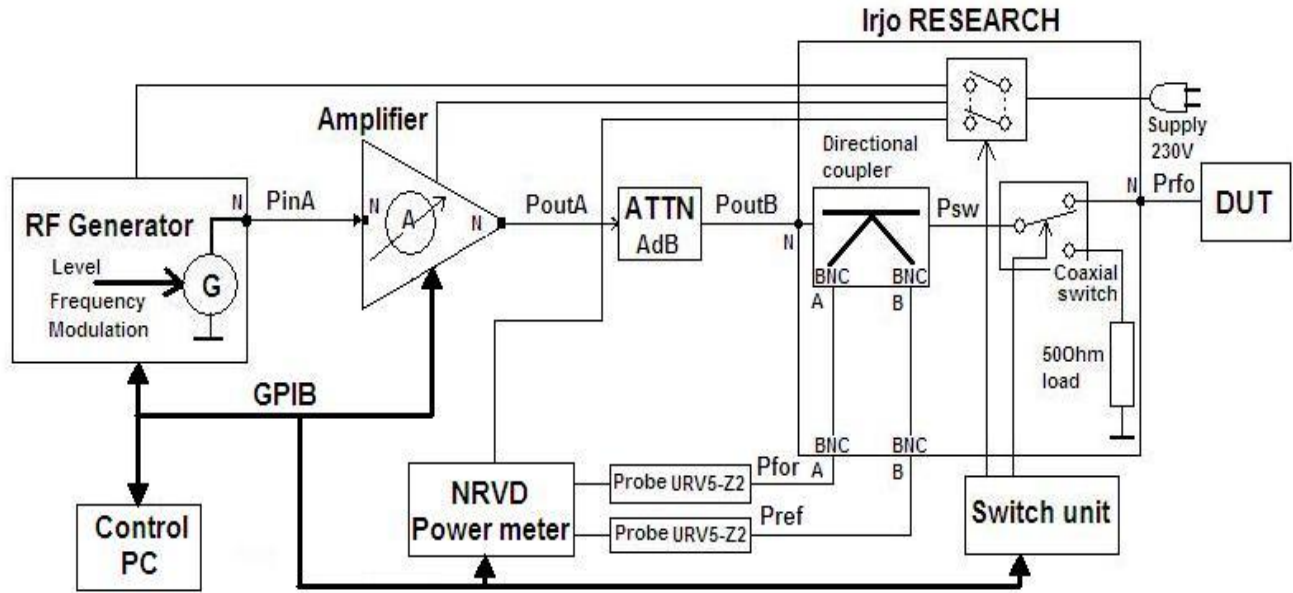 Irjo RESEARCH
Supply
230V
Amplifier
Directional
coupler
N
PinA
N
A
N
PoutA
ATTN
AdB
PoutB
N
Psw
N
Prfo
DUT
RF Generator
Level
Frequency
Modulation
G
BNC
BNC
A
B
Coaxial
switch
50Ohm
load
GPIB
BNC
BNC
A
B
Control
PC
NRVD
Power meter
Probe URV5-Z2
Pfor
Probe URV5-Z2
Pref
Switch unit